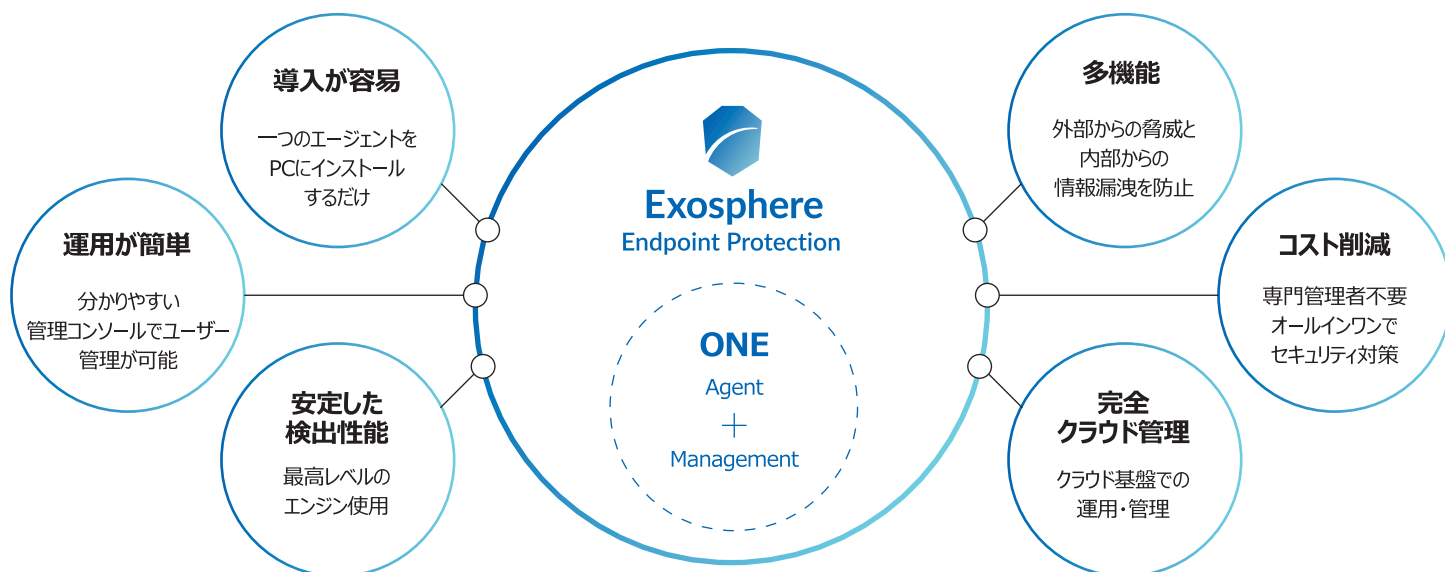 導入が容易
一つのエージェントを
PCにインストール
するだけ
運用が簡単
分かりやすい
管理コンソールでユーザー
管理が可能
安定した
検出性能
最高レベルの
エンジン使用
Exosphere
Endpoint Protection
ONE
Agent
+
Management
多機能
外部からの脅威と
内部からの
情報漏洩を防止
コスト削減
専門管理者不要
オールインワンで
セキュリティ対策
完全
クラウド管理
クラウド基盤での
運用・管理